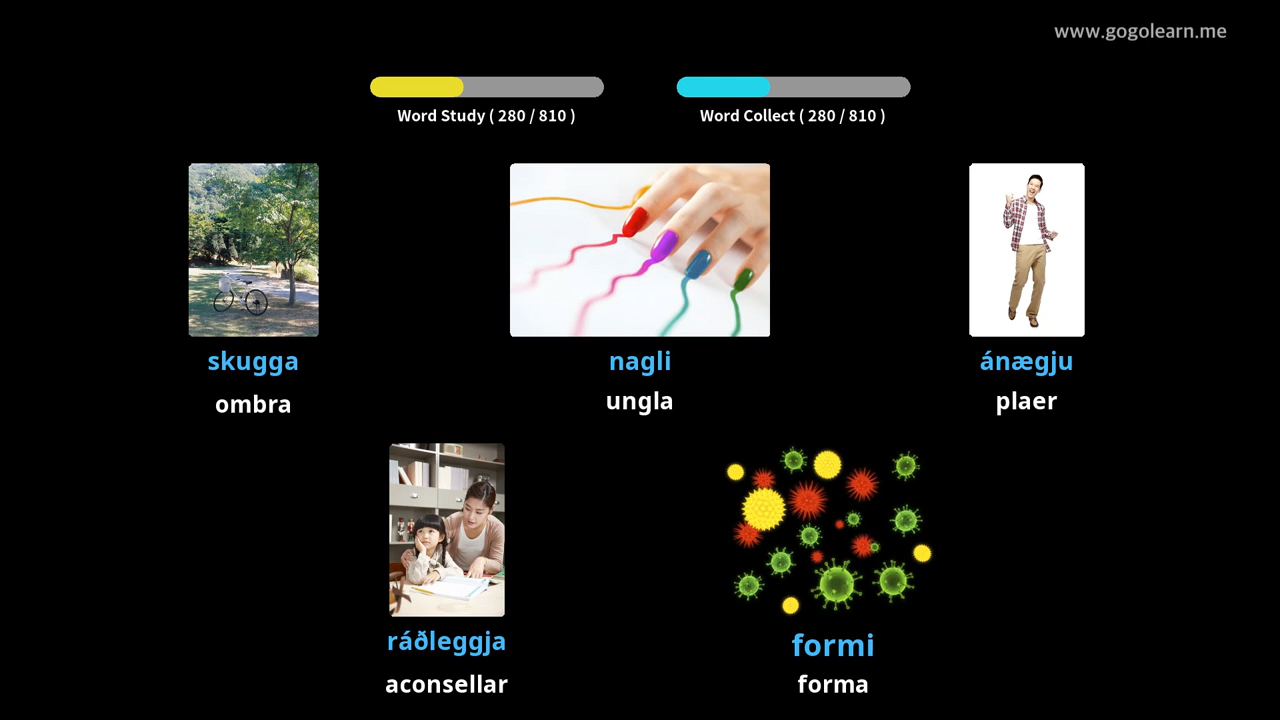 www.gogolearn.me
Word Study ( 280 / 810 )
Word Collect ( 280 / 810 )
skugga
ombra
nagli
ungla
ánægju
plaer
ráðleggja
aconsellar
formi
forma